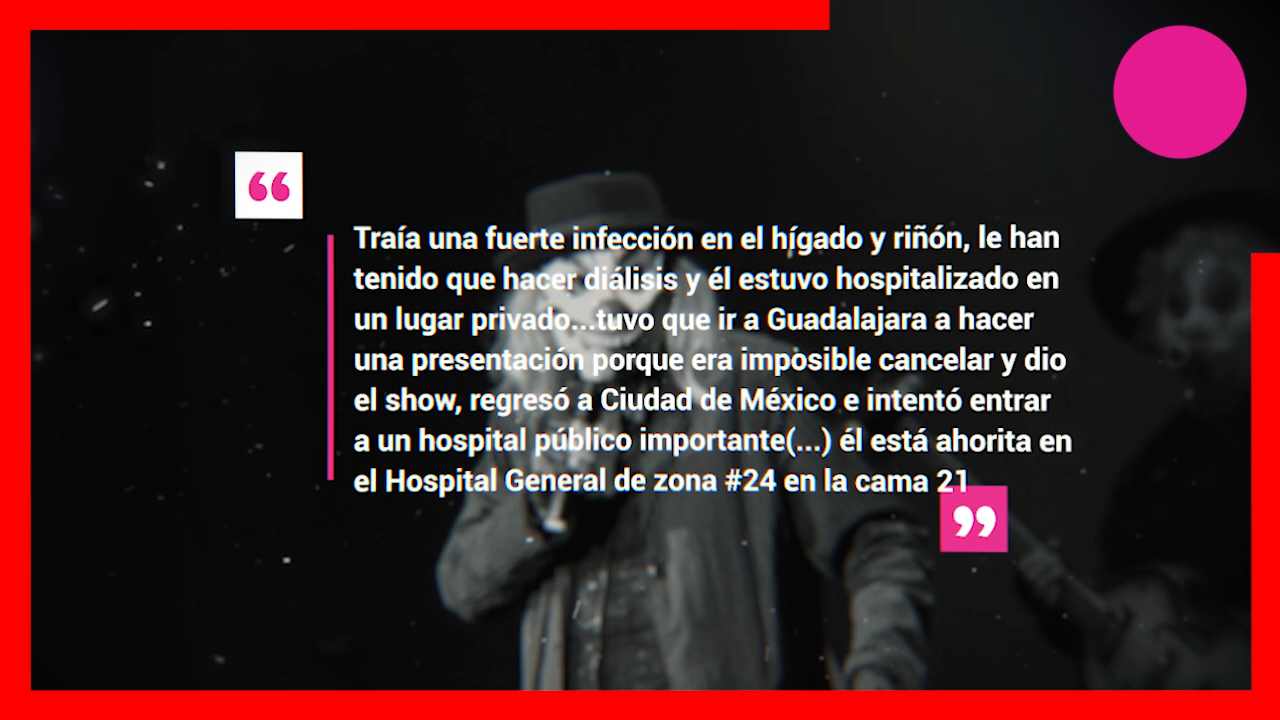 “
Traía una fuerte infección en el hígado y riñón, le han
tenido que hacer diálisis y él estuvo hospitalizado en
un lugar privado...tuvo que ir a Guadalajara a hacer
una presentación porque era imposible cancelar y dio
el show, regresó a Ciudad de México e intentó entrar
a un hospital público importante(...) él está ahorita en
el Hospital General de zona #24 en la cama 21
”